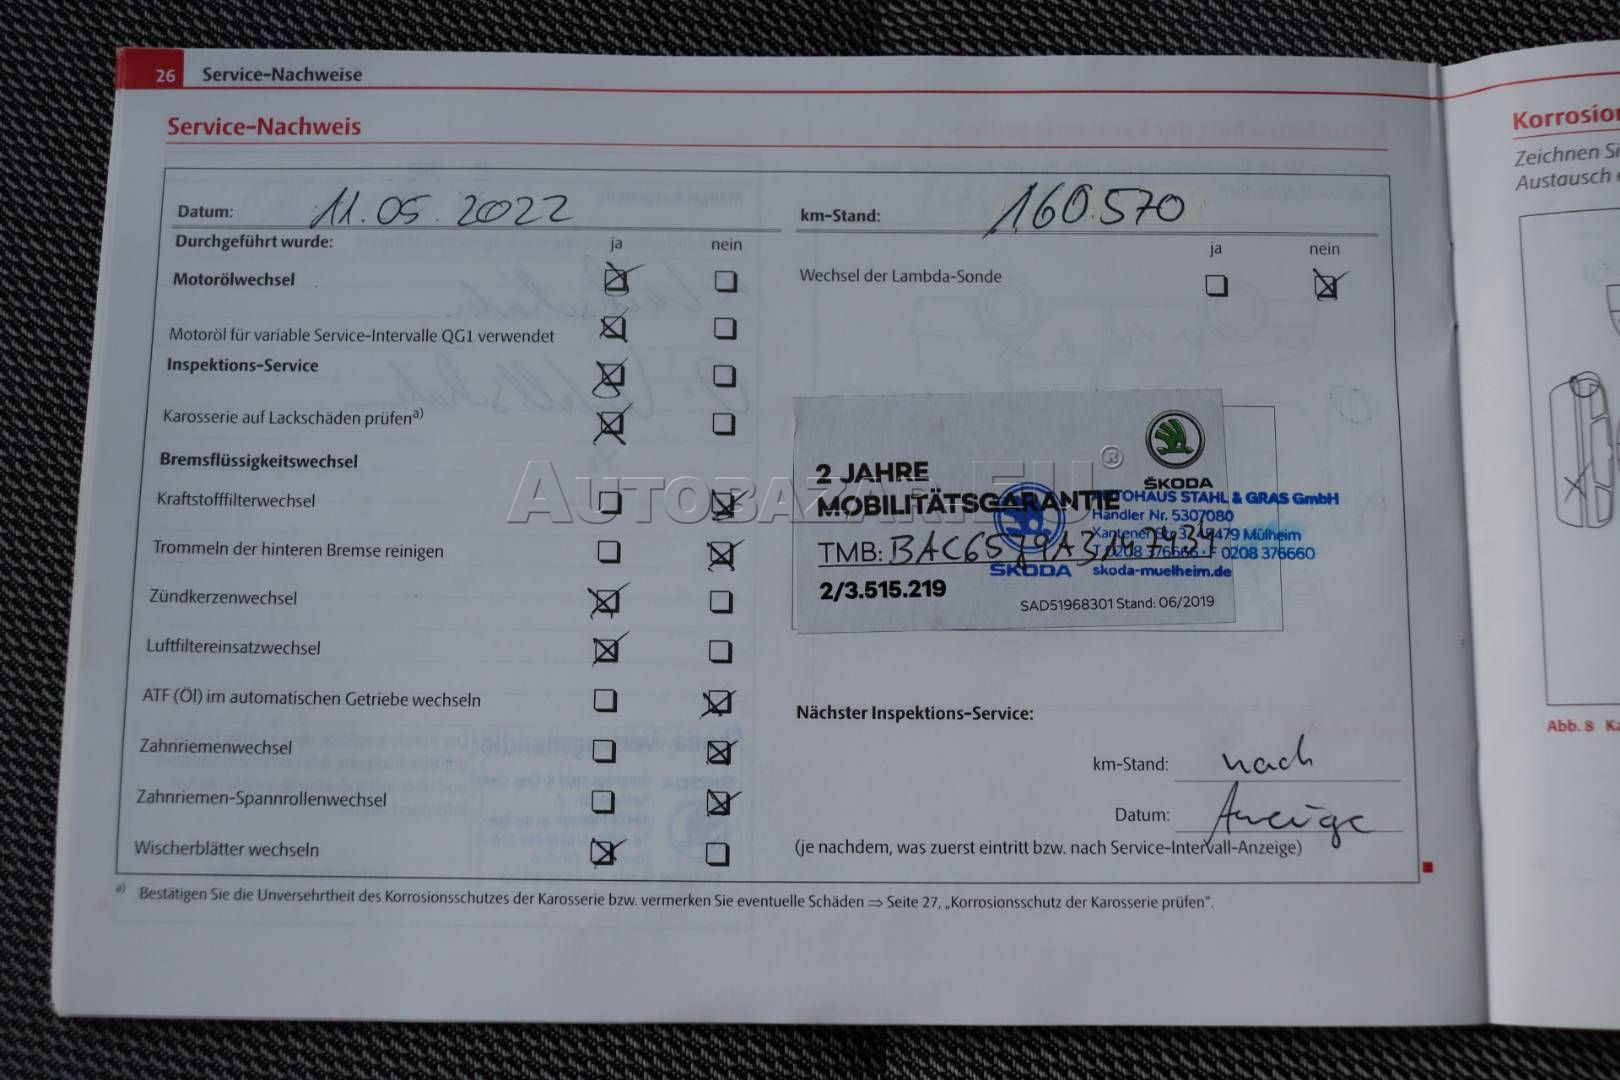 26 Service-Nachweise
Service-Nachweis
Datum: 11.05.2022
km-Stand: 160.570
Durchgeführt wurde: ja nein
ja nein
Motorölwechsel
Wechsel der Lambda-Sonde
Motoröl für variable Service-Intervalle QG1 verwendet
Inspektions-Service
Karosserie auf Lackschäden prüfen a)
Bremsflüssigkeitswechsel
Kraftstofffilterwechsel
Trommeln der hinteren Bremse reinigen
Zündkerzenwechsel
Luftfiltereinsatzwechsel
ATF (Öl) im automatischen Getriebe wechseln
Zahnriemenwechsel
Zahnriemen-Spannrollenwechsel
Wischerblätter wechseln
AUTOBAZAR.EU®
ŠKODA
2 JAHRE
MOBILITÄTSGARANTIE
TMB:
2/3.515.219
SAD51968301 Stand: 06/2019
AUTOHAUS STAHL & GRAS GmbH
Händler Nr. 5307080
Mülheim
F 0208 376660
ŠKODA skoda-muelheim.de
Nächster Inspektions-Service:
km-Stand: nach
Datum: Anzeige
(je nachdem, was zuerst eintritt bzw. nach Service-Intervall-Anzeige)
a) Bestätigen Sie die Unversehrtheit des Korrosionsschutzes der Karosserie bzw. vermerken Sie eventuelle Schäden ⇒ Seite 27, „Korrosionsschutz der Karosserie prüfen“.
Zeichnen
Austausch
Abb. 8